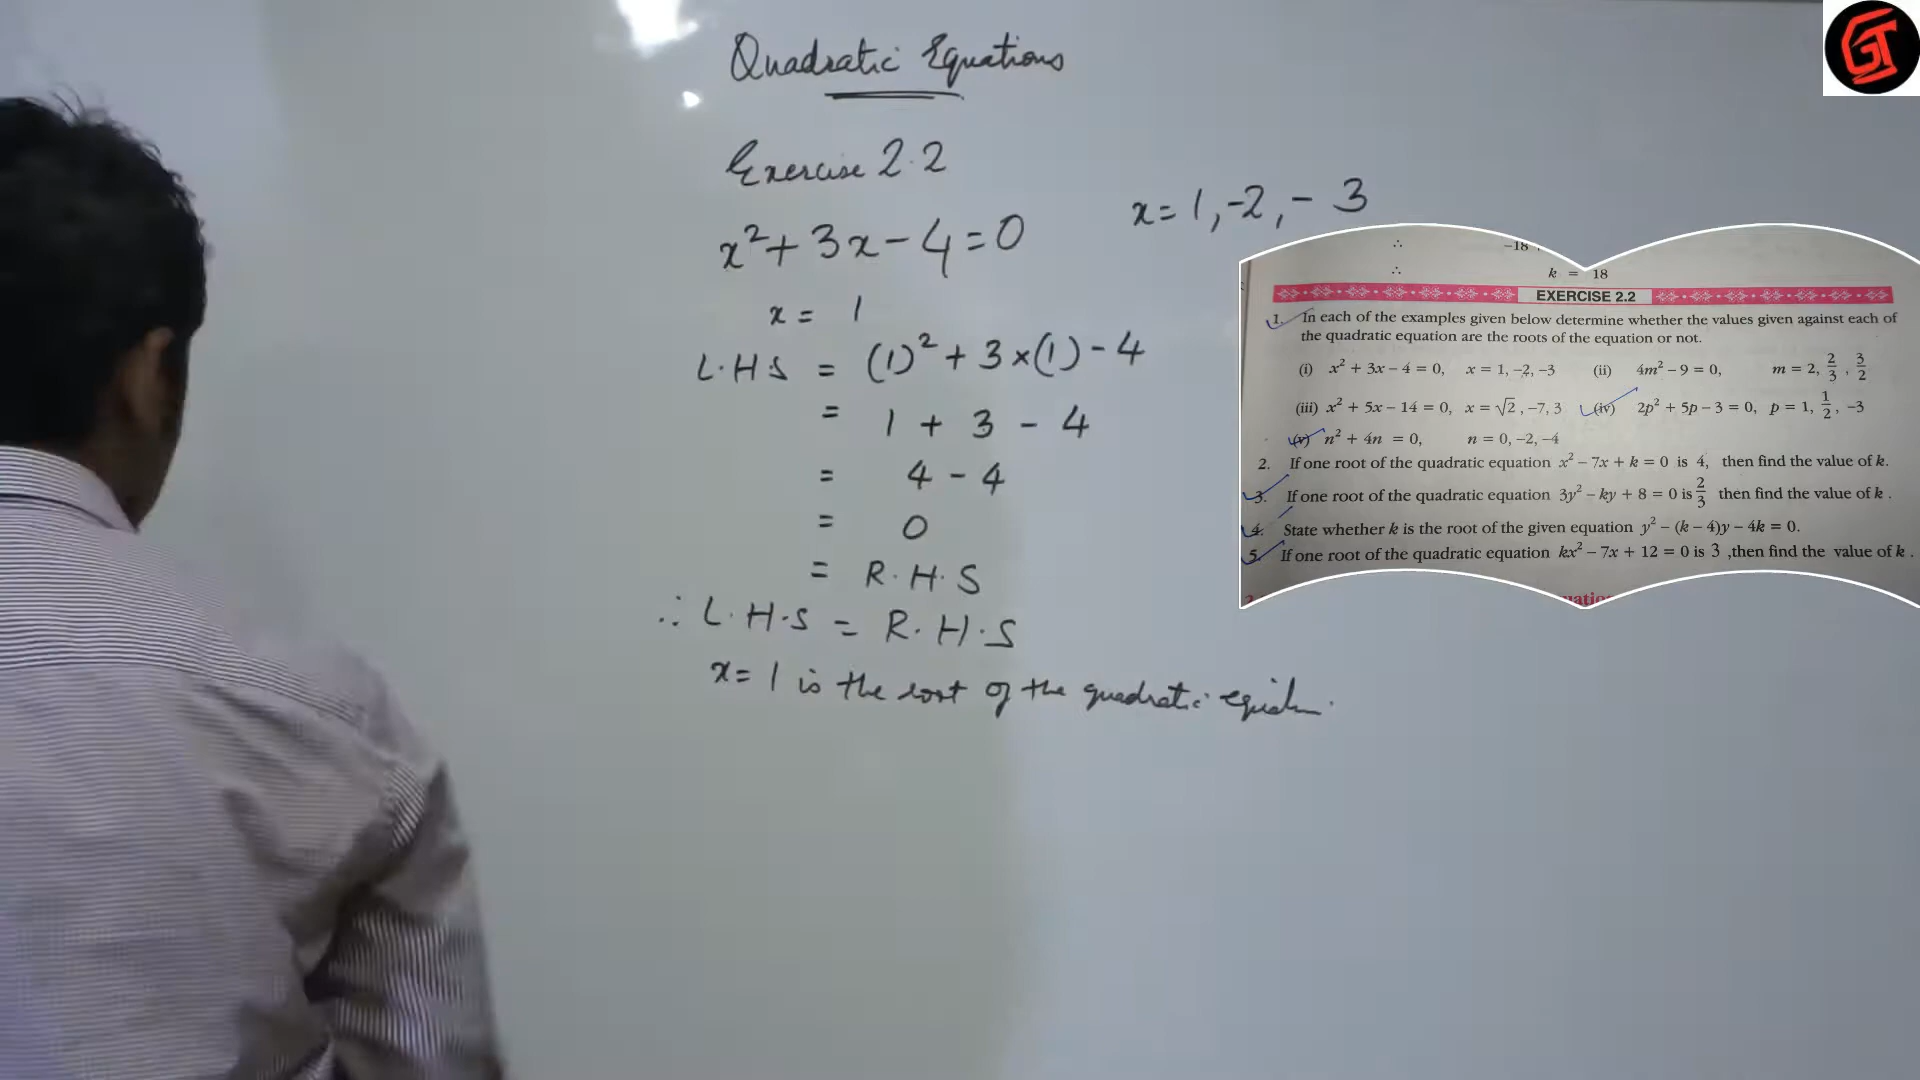 Quadratic Equations
Exercise 2.2
x² + 3x - 4 = 0
x = 1, -2, - 3
x = 1
L.H.S = (1)² + 3×(1) - 4
= 1 + 3 - 4
= 4 - 4
= 0
= R.H.S
∴ L.H.S = R.H.S
x = 1 is the root of the quadratic
GT
∴ -18
∴ k = 18
EXERCISE 2.2
1. In each of the examples given below determine whether the values given against each of
the quadratic equation are the roots of the equation or not.
(i) x² + 3x – 4 = 0, x = 1, –2, –3 (ii) 4m² – 9 = 0, m = 2, 2/3, 3/2
(iii) x² + 5x – 14 = 0, x = √2, –7, 3 (iv) 2p² + 5p – 3 = 0, p = 1, 1/2, –3
(v) n² + 4n = 0, n = 0, –2, –4
2. If one root of the quadratic equation x² – 7x + k = 0 is 4, then find the value of k.
3. If one root of the quadratic equation 3y² – ky + 8 = 0 is 2/3 then find the value of k.
4. State whether k is the root of the given equation y² – (k – 4)y – 4k = 0.
5. If one root of the quadratic equation kx² – 7x + 12 = 0 is 3 ,then find the value of k.